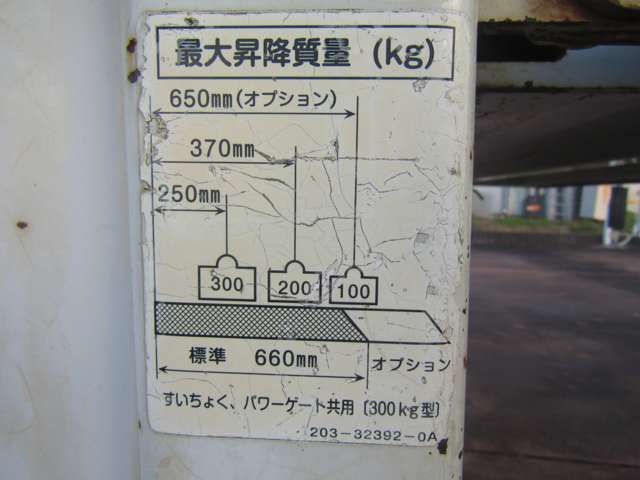 最大昇降質量 (kg)
650mm(オプション)
370mm
250mm
300 200 100
標準 660mm オプション
すいちょく、パワーゲート共用〔300kg型〕
203-32392-0A